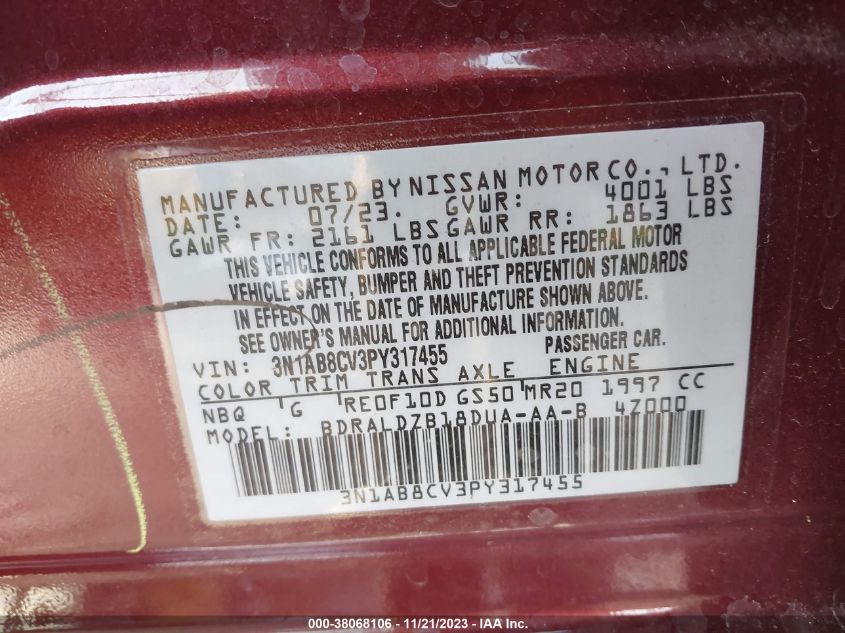 MANUFACTURED BY NISSAN MOTOR CO., LTD.
DATE: 07/23. GVWR: 4001 LBS
GAWR FR: 2161 LBS GAWR RR: 1863 LBS
THIS VEHICLE CONFORMS TO ALL APPLICABLE FEDERAL MOTOR
VEHICLE SAFETY, BUMPER AND THEFT PREVENTION STANDARDS
IN EFFECT ON THE DATE OF MANUFACTURE SHOWN ABOVE.
SEE OWNER'S MANUAL FOR ADDITIONAL INFORMATION.
VIN: 3N1AB8CV3PY317455 PASSENGER CAR.
COLOR TRIM TRANS AXLE ENGINE
NBQ G RE0F10D GS50 MR20 1997 CC
MODEL: BDRALDZB18DUA-AA-B 4Z000
3N1AB8CV3PY317455
000-38068106 - 11/21/2023 - IAA Inc.